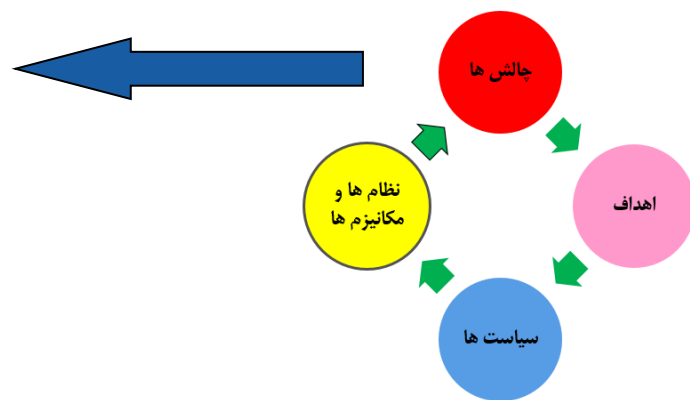 چالش ها
اهداف
سیاست ها
نظام ها و
مکانیزم ها